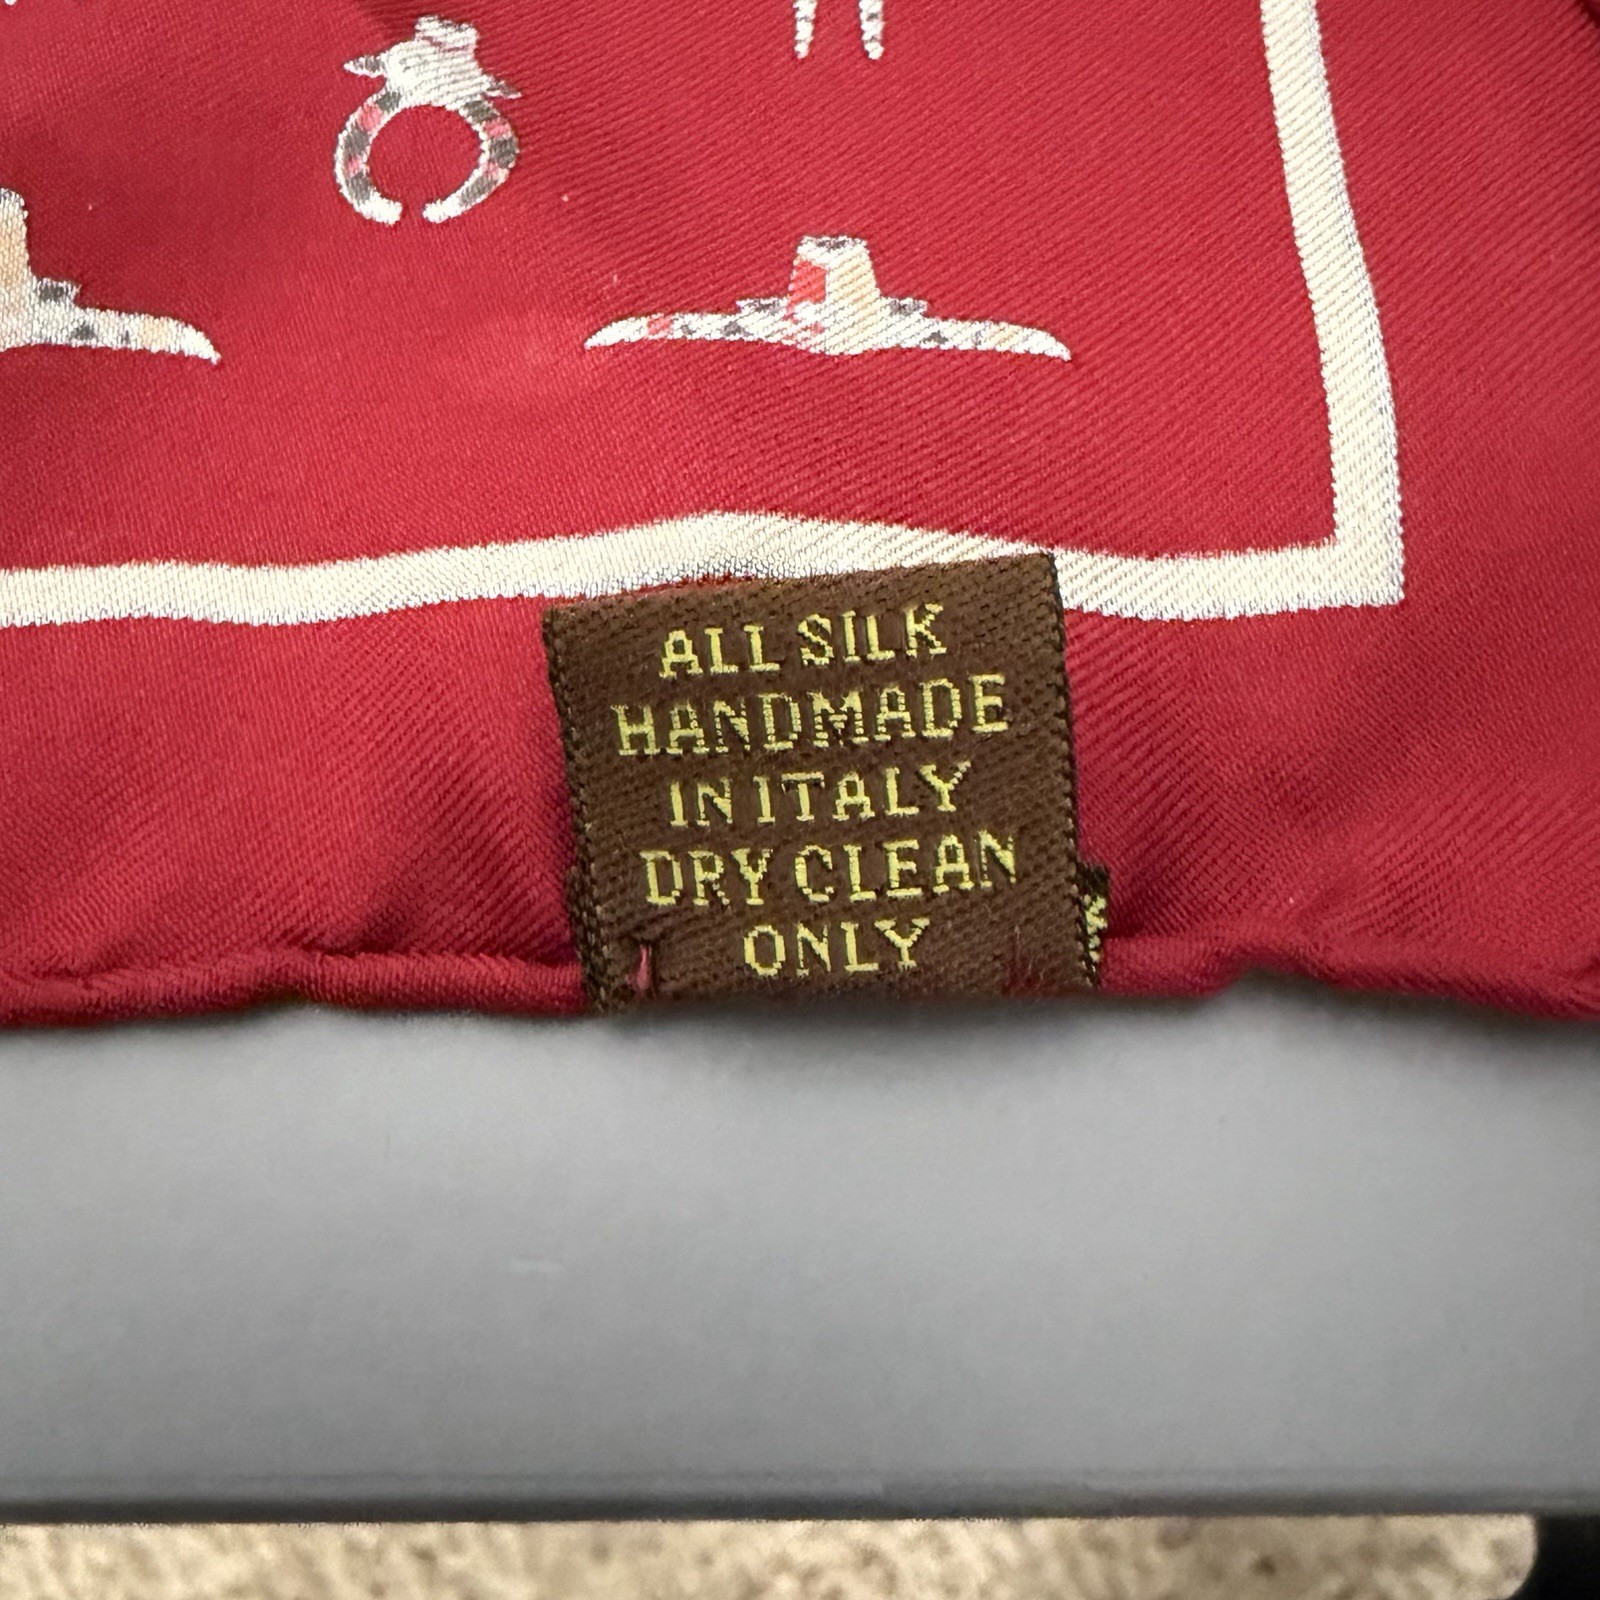 ALL SILK
HANDMADE
IN ITALY
DRY CLEAN
ONLY